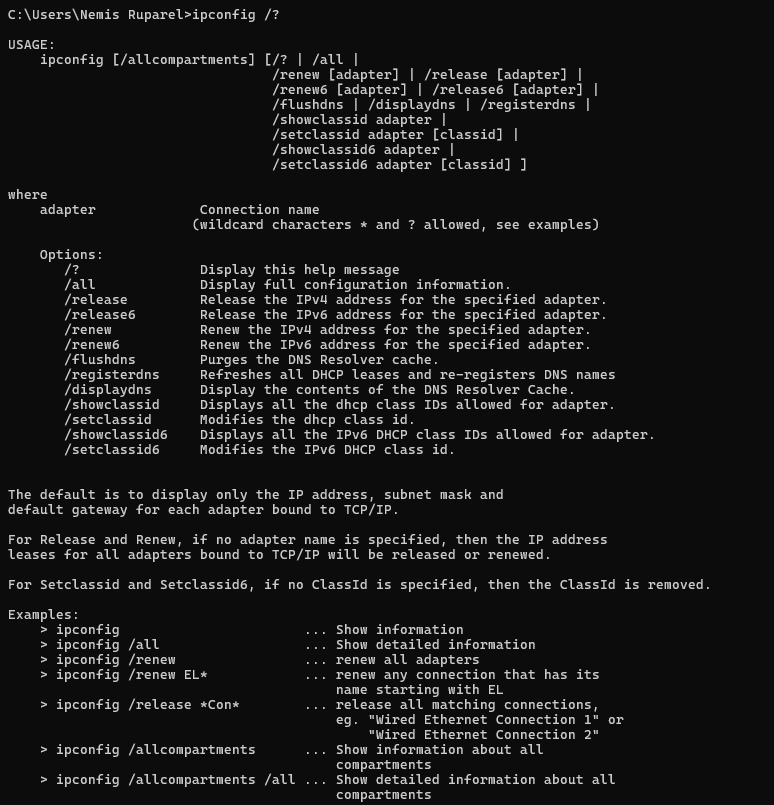 C:\Users\Nemis Ruparel>ipconfig /?

USAGE:
    ipconfig [/allcompartments] [/? | /all |
                                 /renew [adapter] | /release [adapter] |
                                 /renew6 [adapter] | /release6 [adapter] |
                                 /flushdns | /displaydns | /registerdns |
                                 /showclassid adapter |
                                 /setclassid adapter [classid] |
                                 /showclassid6 adapter |
                                 /setclassid6 adapter [classid] ]

where
    adapter             Connection name
                       (wildcard characters * and ? allowed, see examples)

    Options:
       /?               Display this help message
       /all             Display full configuration information.
       /release         Release the IPv4 address for the specified adapter.
       /release6        Release the IPv6 address for the specified adapter.
       /renew           Renew the IPv4 address for the specified adapter.
       /renew6          Renew the IPv6 address for the specified adapter.
       /flushdns        Purges the DNS Resolver cache.
       /registerdns     Refreshes all DHCP leases and re-registers DNS names
       /displaydns      Display the contents of the DNS Resolver Cache.
       /showclassid     Displays all the dhcp class IDs allowed for adapter.
       /setclassid      Modifies the dhcp class id.
       /showclassid6    Displays all the IPv6 DHCP class IDs allowed for adapter.
       /setclassid6     Modifies the IPv6 DHCP class id.


The default is to display only the IP address, subnet mask and
default gateway for each adapter bound to TCP/IP.

For Release and Renew, if no adapter name is specified, then the IP address
leases for all adapters bound to TCP/IP will be released or renewed.

For Setclassid and Setclassid6, if no ClassId is specified, then the ClassId is removed.

Examples:
    > ipconfig                       ... Show information
    > ipconfig /all                  ... Show detailed information
    > ipconfig /renew                ... renew all adapters
    > ipconfig /renew EL*            ... renew any connection that has its
                                         name starting with EL
    > ipconfig /release *Con*        ... release all matching connections,
                                         eg. "Wired Ethernet Connection 1" or
                                             "Wired Ethernet Connection 2"
    > ipconfig /allcompartments      ... Show information about all
                                         compartments
    > ipconfig /allcompartments /all ... Show detailed information about all
                                         compartments